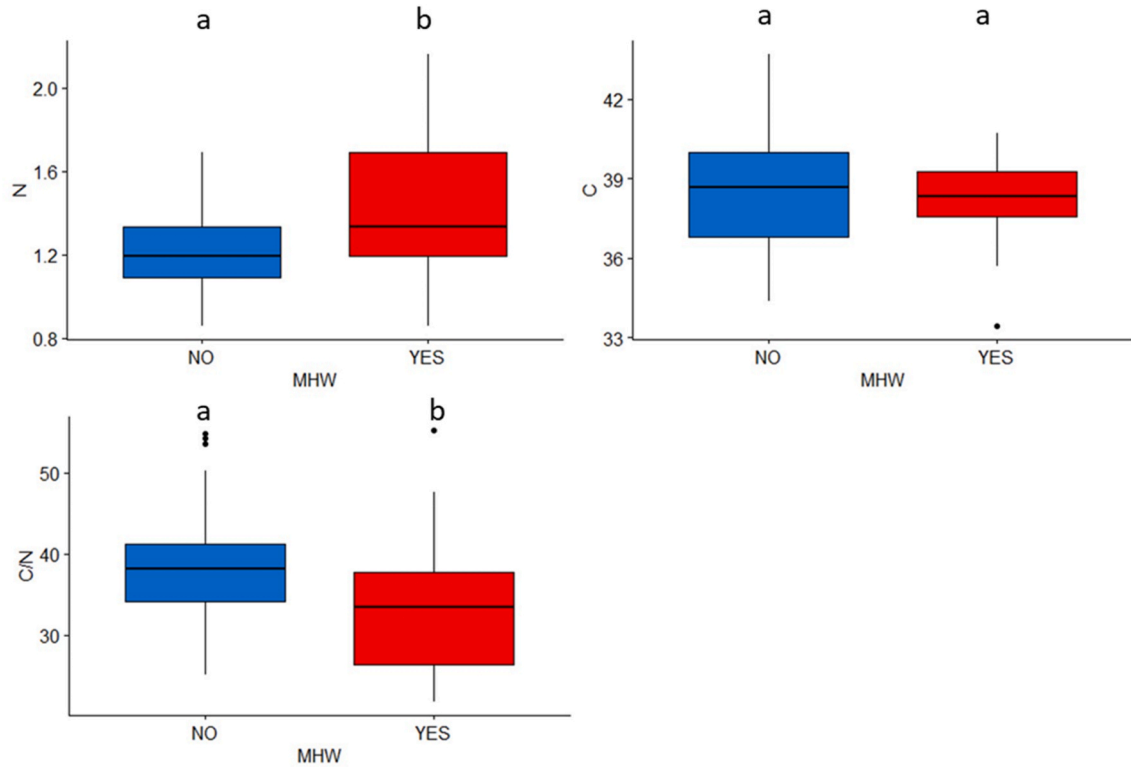 a b
N
2.0
1.6
1.2
0.8
NO YES
MHW
a a
C
42
39
36
33
NO YES
MHW
a b
C/N
50
40
30
NO YES
MHW